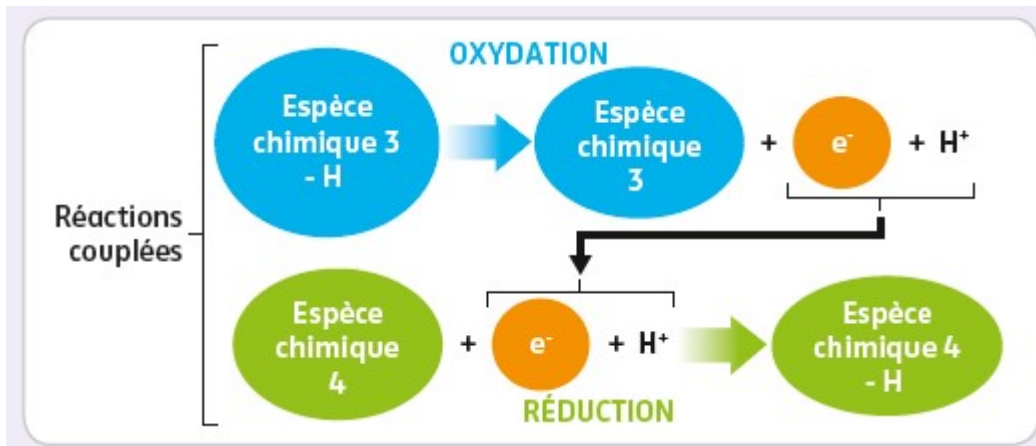 OXYDATION
Espèce
chimique 3
- H
Espèce
chimique
3
+
e⁻
+ H⁺
Réactions
couplées
Espèce
chimique
4
+
e⁻
+ H⁺
Espèce
chimique 4
- H
RÉDUCTION